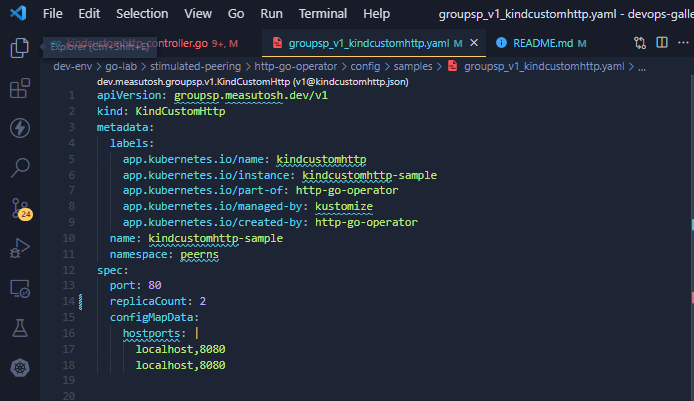 File Edit Selection View Go Run Terminal Help groupsp_v1_kindcustomhttp.yaml - devops-galle
kindcustomhttp_controller.go 9+, M groupsp_v1_kindcustomhttp.yaml M README.md M
Explorer (Ctrl+Shift+E)
dev-env > go-lab > stimulated-peering > http-go-operator > config > samples > groupsp_v1_kindcustomhttp.yaml > ...
dev.measutosh.groupsp.v1.KindCustomHttp (v1@kindcustomhttp.json)
1 apiVersion: groupsp.measutosh.dev/v1
2 kind: KindCustomHttp
3 metadata:
4 labels:
5 app.kubernetes.io/name: kindcustomhttp
6 app.kubernetes.io/instance: kindcustomhttp-sample
7 app.kubernetes.io/part-of: http-go-operator
8 app.kubernetes.io/managed-by: kustomize
9 app.kubernetes.io/created-by: http-go-operator
10 name: kindcustomhttp-sample
11 namespace: peerns
12 spec:
13 port: 80
14 replicaCount: 2
15 configMapData:
16 hostports: |
17 localhost,8080
18 localhost,8080
19
20
24